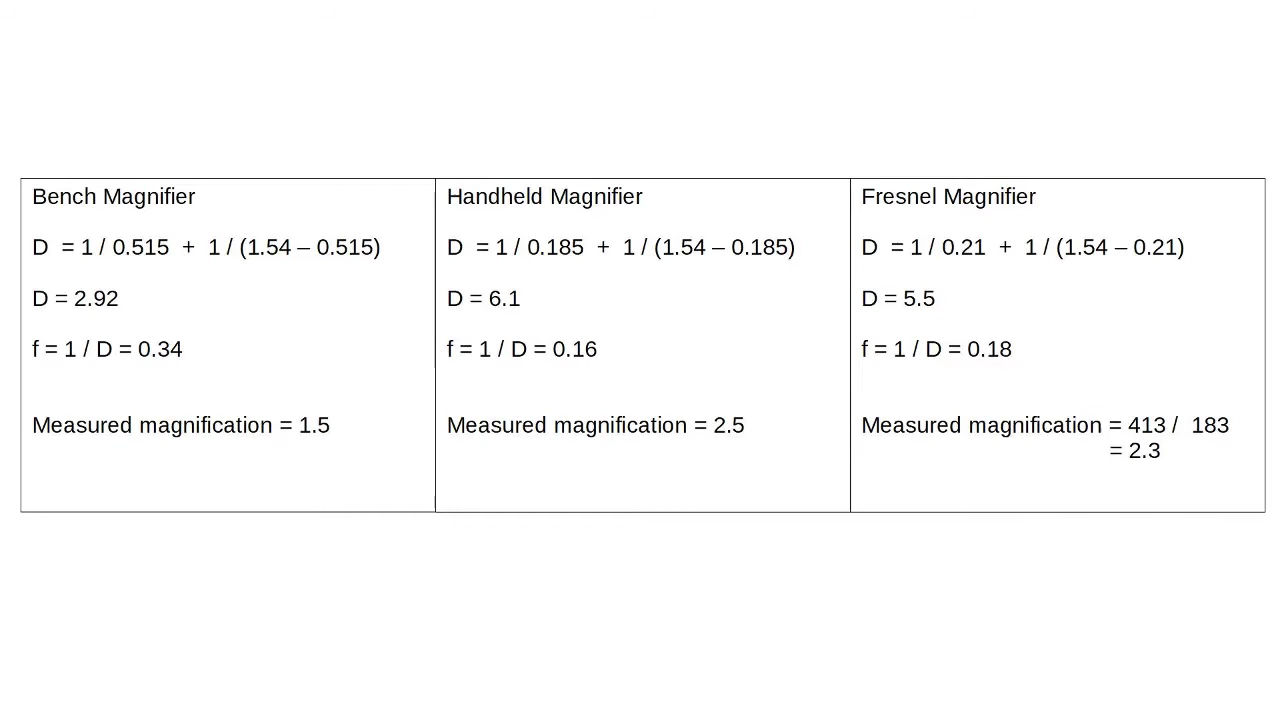 Bench Magnifier
D = 1 / 0.515 + 1 / (1.54 – 0.515)
D = 2.92
f = 1 / D = 0.34
Measured magnification = 1.5
Handheld Magnifier
D = 1 / 0.185 + 1 / (1.54 – 0.185)
D = 6.1
f = 1 / D = 0.16
Measured magnification = 2.5
Fresnel Magnifier
D = 1 / 0.21 + 1 / (1.54 – 0.21)
D = 5.5
f = 1 / D = 0.18
Measured magnification = 413 / 183
= 2.3